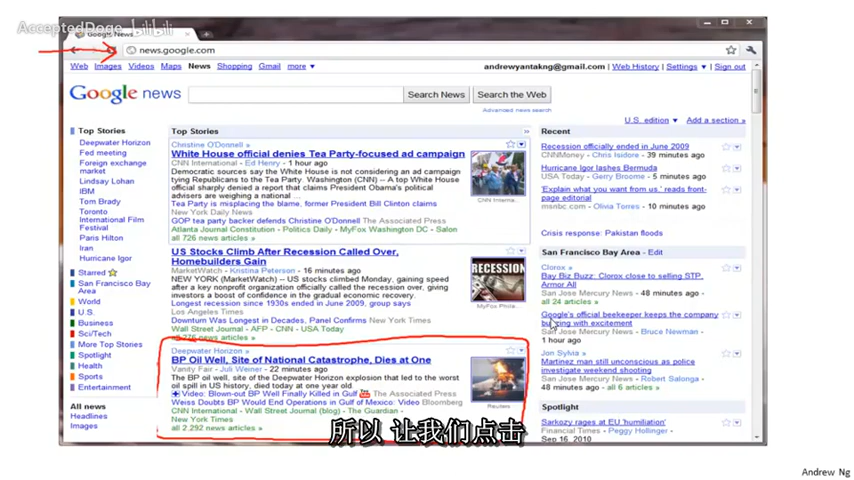 AcceptedDoge bilibili
Google News
news.google.com
Web Images Videos Maps News Shopping Gmail more ▼
andrewyantakng@gmail.com | Web History | Settings ▼ | Sign out
Google news
Search News
Search the Web
Advanced news search
U.S. edition ▼ Add a section »
Top Stories
Deepwater Horizon
Fed meeting
Foreign exchange
market
Lindsay Lohan
IBM
Tom Brady
Toronto
International Film
Festival
Paris Hilton
Iran
Hurricane Igor
Starred
San Francisco Bay
Area
World
U.S.
Business
Sci/Tech
More Top Stories
Spotlight
Health
Sports
Entertainment
All news
Headlines
Images
Top Stories
Christine O'Donnell »
White House official denies Tea Party-focused ad campaign
CNN International - Ed Henry - 1 hour ago
Democratic sources say the White House is not considering an ad campaign
tying Republicans to the Tea Party. Washington (CNN) -- A top White House
official sharply denied a report that claims President Obama's political
advisers are weighing a national ...
Tea Party is misplacing the blame, former President Bill Clinton claims
New York Daily News
GOP tea party backer defends Christine O'Donnell The Associated Press
Atlanta Journal Constitution - Politics Daily - MyFox Washington DC - Salon
all 726 news articles »
CNN Interna...
US Stocks Climb After Recession Called Over,
Homebuilders Gain
MarketWatch - Kristina Peterson - 16 minutes ago
NEW YORK (MarketWatch) -- US stocks climbed Monday, gaining speed
after a key nonprofit organization officially called the recession over,
giving investors a boost of confidence in the gradual economic recovery.
Longest recession since 1930s ended in June 2009, group says
Los Angeles Times
Downturn Was Longest in Decades, Panel Confirms New York Times
Wall Street Journal - AFP - CNN - USA Today
all 276 news articles »
RECESSION
MyFox Phila...
Deepwater Horizon »
BP Oil Well, Site of National Catastrophe, Dies at One
Vanity Fair - Juli Weiner - 22 minutes ago
The BP oil well, site of the Deepwater Horizon explosion that led to the worst
oil spill in US history, died today at one year old.
Video: Blown-out BP Well Finally Killed in Gulf The Associated Press
Weiss Doubts BP Would End Operations in Gulf of Mexico: Video Bloomberg
CNN International - Wall Street Journal (blog) - The Guardian -
New York Times
all 2,292 news articles »
Reuters
Recent
Recession officially ended in June 2009
CNNMoney - Chris Isidore - 39 minutes ago
Hurricane Igor lashes Bermuda
USA Today - Gerry Broome - 5 minutes ago
'Explain what you want from us,' reads front-
page editorial
msnbc.com - Olivia Torres - 10 minutes ago
Crisis response: Pakistan floods
San Francisco Bay Area - Edit
Clorox »
Bay Biz Buzz: Clorox close to selling STP,
Armor All
San Jose Mercury News - 48 minutes ago
all 24 articles »
Google's official beekeeper keeps the company
buzzing with excitement
San Jose Mercury News - Bruce Newman -
1 hour ago
Jon Sylvia »
Martinez man still unconscious as police
investigate weekend shooting
San Jose Mercury News - Robert Salonga -
48 minutes ago - all 6 articles »
Spotlight
Sarkozy rages at EU 'humiliation'
Financial Times - Peggy Hollinger -
Sep 16, 2010
所以 让我们点击
Andrew Ng